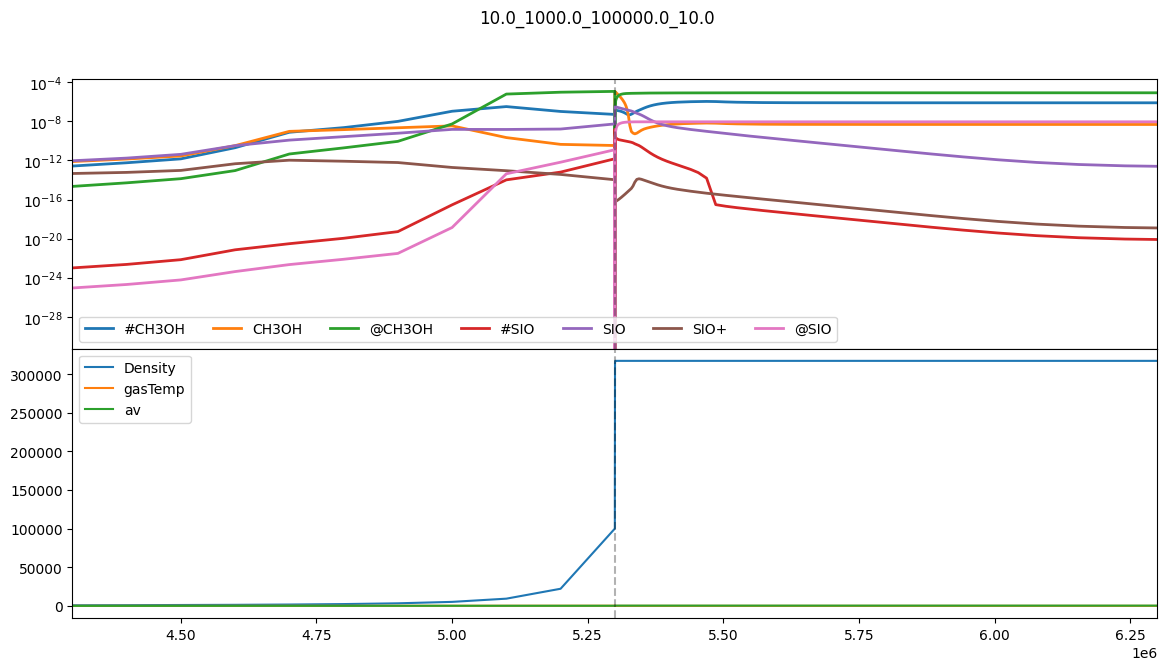 10.0_1000.0_100000.0_10.0
10⁻⁴
10⁻⁸
10⁻¹²
10⁻¹⁶
10⁻²⁰
10⁻²⁴
10⁻²⁸
#CH3OH CH3OH @CH3OH #SIO SIO SIO+ @SIO
Density
gasTemp
av
300000
250000
200000
150000
100000
50000
0
4.50 4.75 5.00 5.25 5.50 5.75 6.00 6.25
1e6